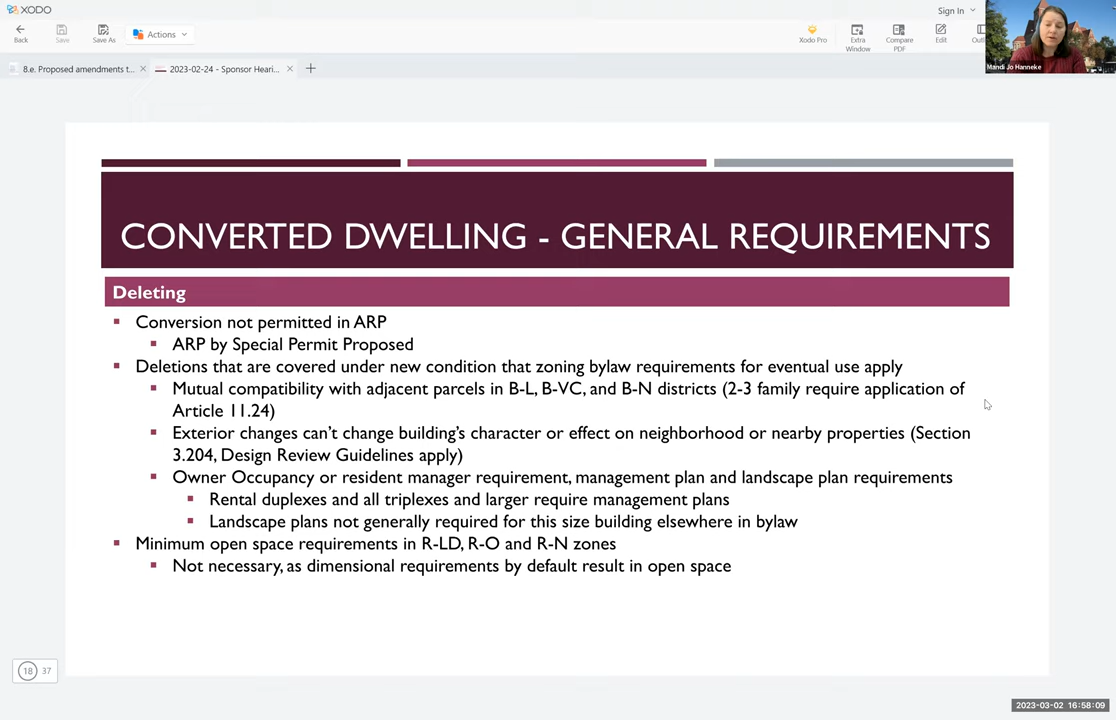 XODO
Sign In
Back
Save
Save As
Actions
Xodo Pro
Extra
Window
Compare
PDF
Edit
Mandi Jo Hanneke
8.e. Proposed amendments t...
2023-02-24 - Sponsor Heari...
CONVERTED DWELLING - GENERAL REQUIREMENTS
Deleting
Conversion not permitted in ARP
ARP by Special Permit Proposed
Deletions that are covered under new condition that zoning bylaw requirements for eventual use apply
Mutual compatibility with adjacent parcels in B-L, B-VC, and B-N districts (2-3 family require application of
Article 11.24)
Exterior changes can't change building's character or effect on neighborhood or nearby properties (Section
3.204, Design Review Guidelines apply)
Owner Occupancy or resident manager requirement, management plan and landscape plan requirements
Rental duplexes and all triplexes and larger require management plans
Landscape plans not generally required for this size building elsewhere in bylaw
Minimum open space requirements in R-LD, R-O and R-N zones
Not necessary, as dimensional requirements by default result in open space
18 37
2023-03-02 16:58:09